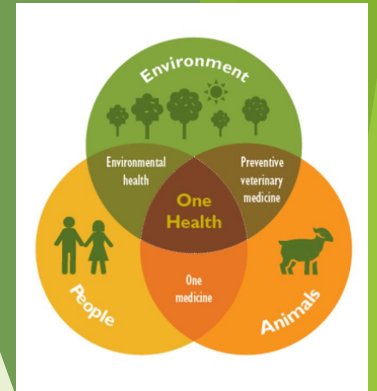 Environment
Environmental
health
Preventive
veterinary
medicine
One
Health
One
medicine
People
Animals